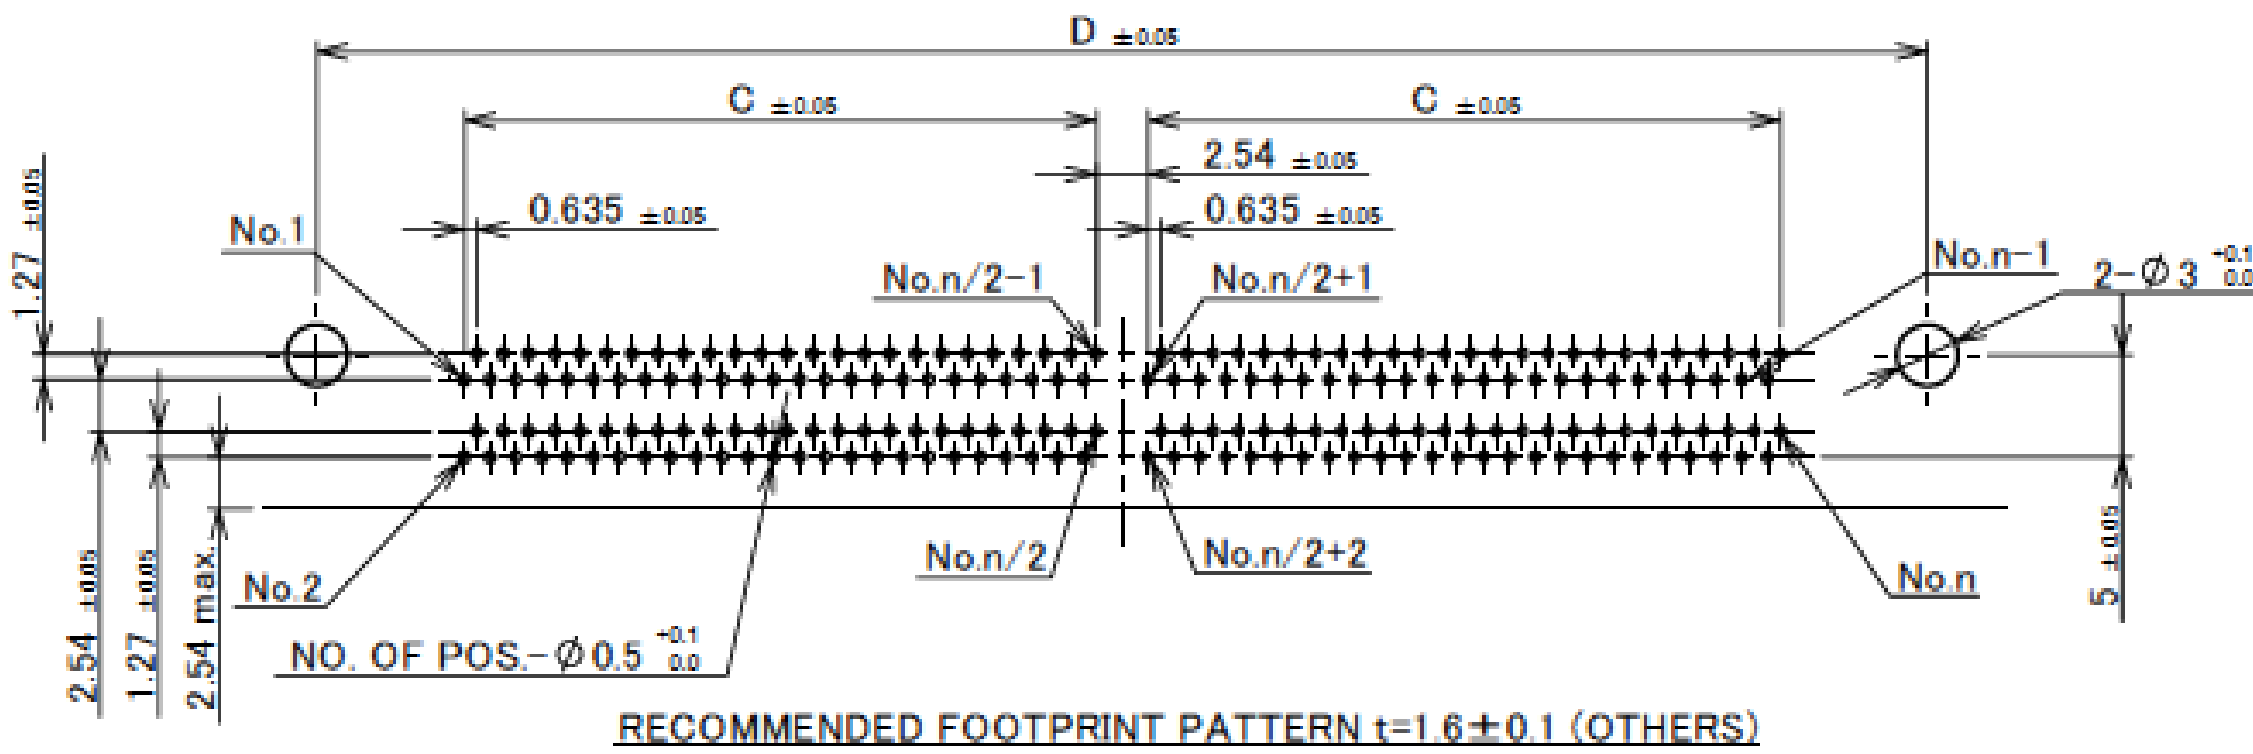 D ±0.05
C ±0.05
C ±0.05
2.54 ±0.05
0.635 ±0.05
0.635 ±0.05
1.27 ±0.05
No.1
No.n/2-1
No.n/2+1
No.n-1
2-Ø3 +0.1 0.0
No.2
No.n/2
No.n/2+2
No.n
5 ±0.05
2.54 ±0.05
1.27 ±0.05
2.54 max.
NO. OF POS.-Ø0.5 +0.1 0.0
RECOMMENDED FOOTPRINT PATTERN t=1.6±0.1 (OTHERS)